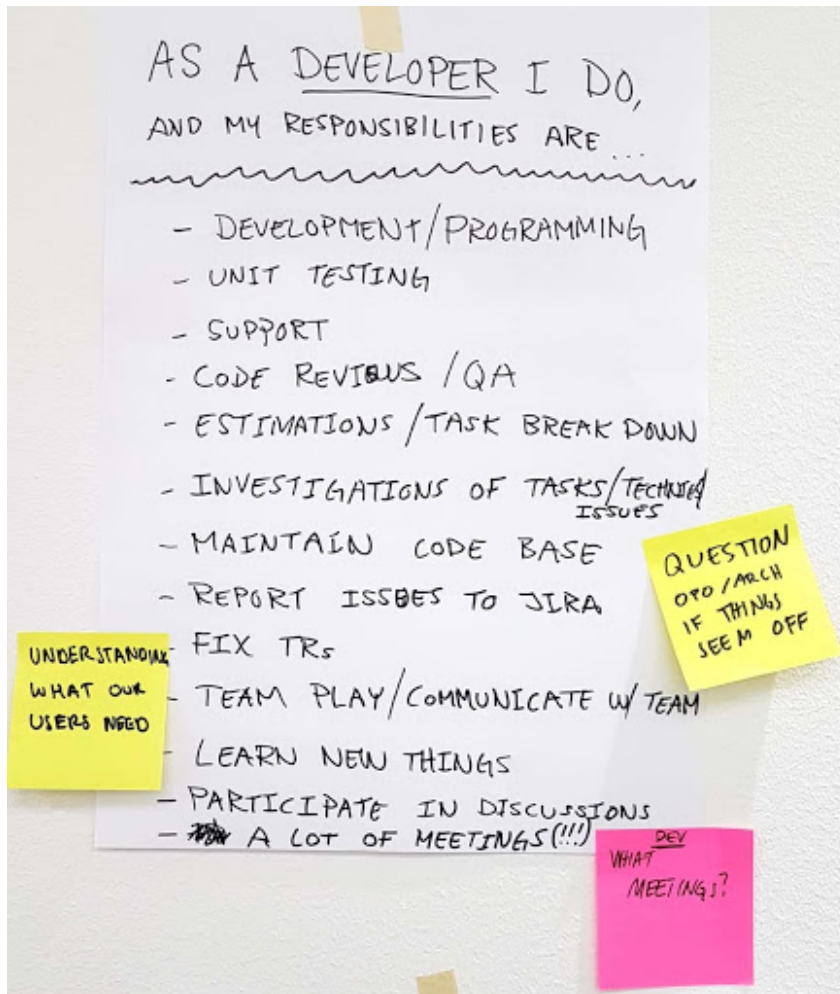 AS A DEVELOPER I DO,
AND MY RESPONSIBILITIES ARE...
- DEVELOPMENT/PROGRAMMING
- UNIT TESTING
- SUPPORT
- CODE REVIEWS / QA
- ESTIMATIONS / TASK BREAK DOWN
- INVESTIGATIONS OF TASKS/TECHNICAL
ISSUES
- MAINTAIN CODE BASE
- REPORT ISSUES TO JIRA
- FIX TRs
- TEAM PLAY/COMMUNICATE W/ TEAM
- LEARN NEW THINGS
- PARTICIPATE IN DISCUSSIONS
- A LOT OF MEETINGS(!!!)
QUESTION
OPO / ARCH
IF THINGS
SEEM OFF
UNDERSTANDING
WHAT OUR
USERS NEED
DEV
WHAT
MEETINGS?